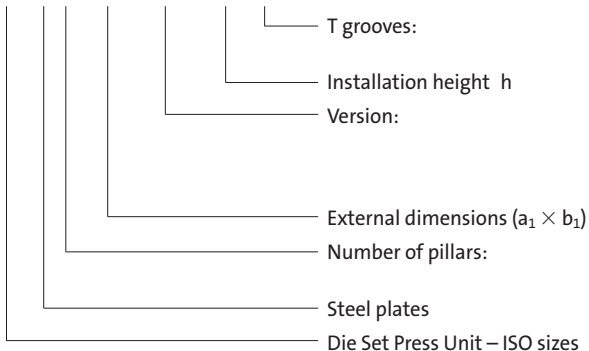 T grooves:
Installation height h
Version:
External dimensions (a₁ × b₁)
Number of pillars:
Steel plates
Die Set Press Unit – ISO sizes